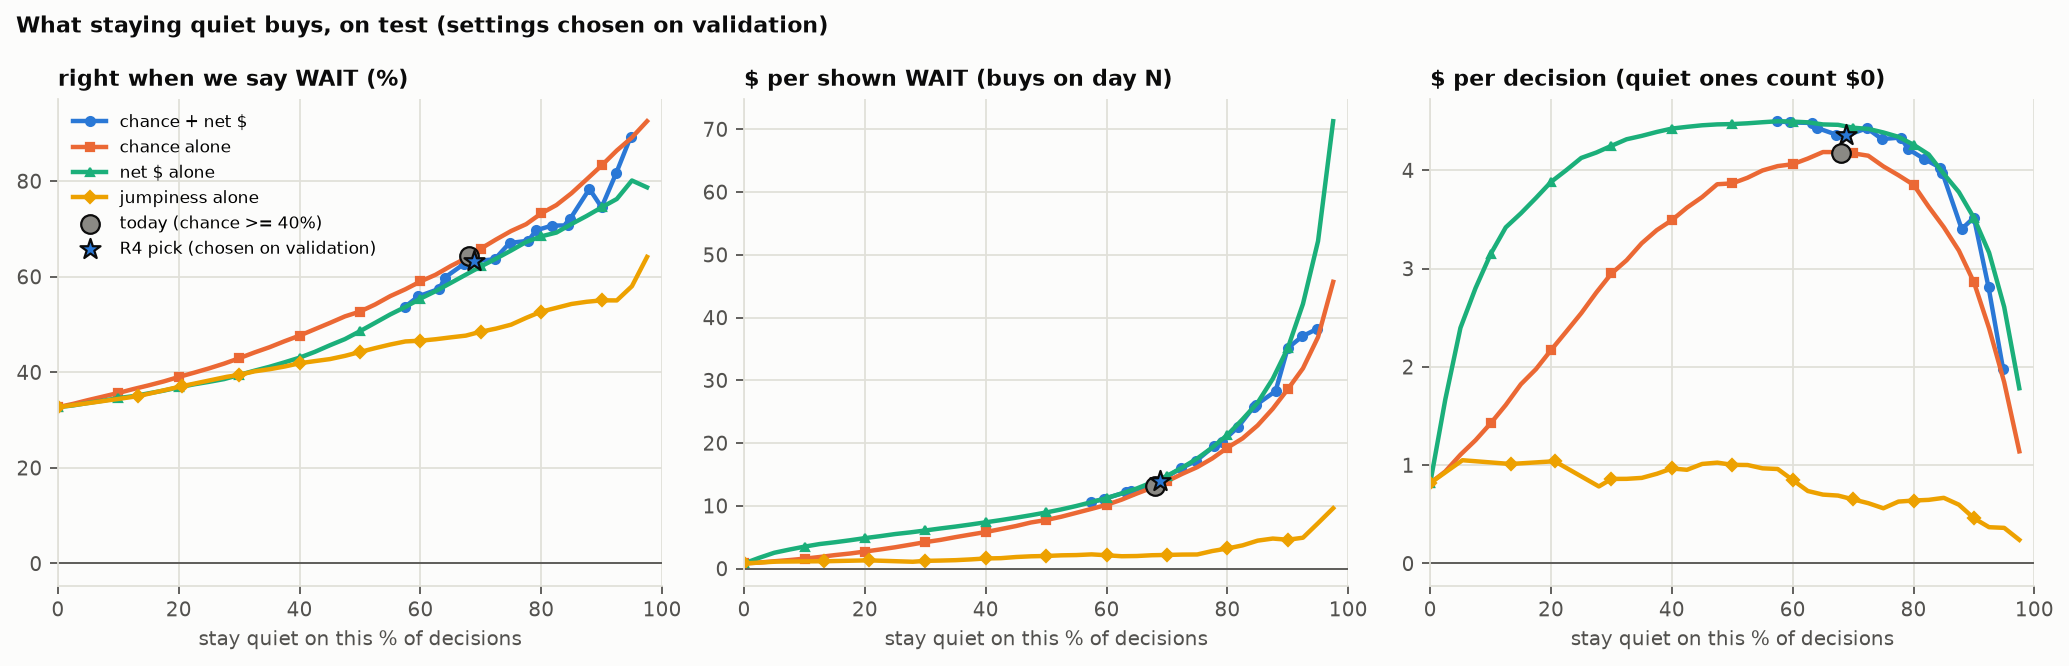 What staying quiet buys, on test (settings chosen on validation)
right when we say WAIT (%)
chance + net $
chance alone
net $ alone
jumpiness alone
today (chance >= 40%)
R4 pick (chosen on validation)
80
60
40
20
0
0 20 40 60 80 100
stay quiet on this % of decisions
$ per shown WAIT (buys on day N)
70
60
50
40
30
20
10
0
0 20 40 60 80 100
stay quiet on this % of decisions
$ per decision (quiet ones count $0)
4
3
2
1
0
0 20 40 60 80 100
stay quiet on this % of decisions